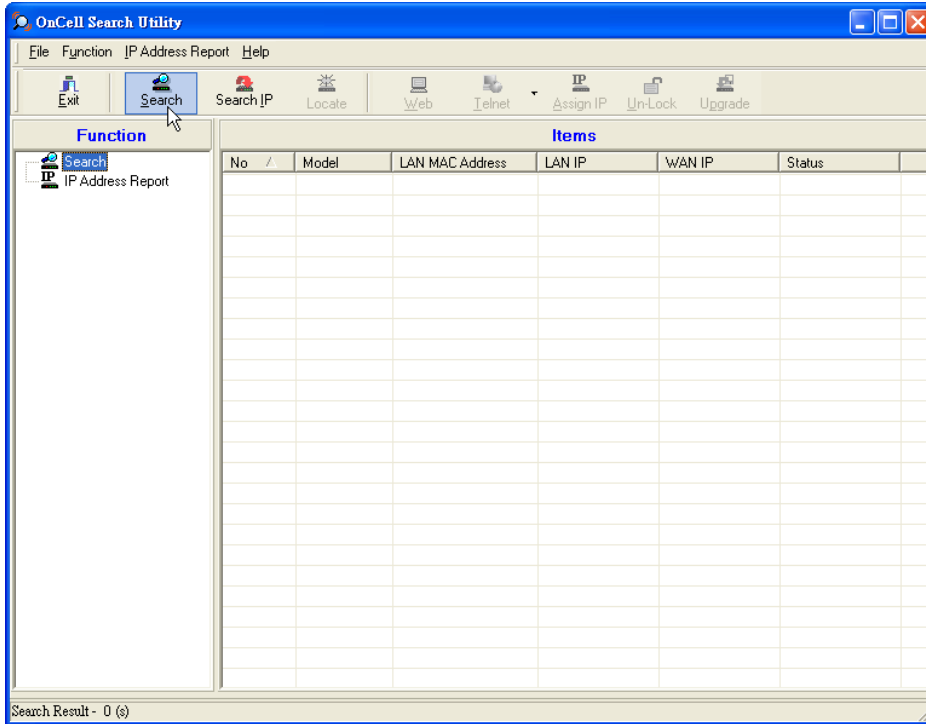 OnCell Search Utility
File Function IP Address Report Help
Exit Search Search IP Locate Web Telnet Assign IP Un-Lock Upgrade
Function Items
No Model LAN MAC Address LAN IP WAN IP Status
Search
IP Address Report
Search Result - 0 (s)